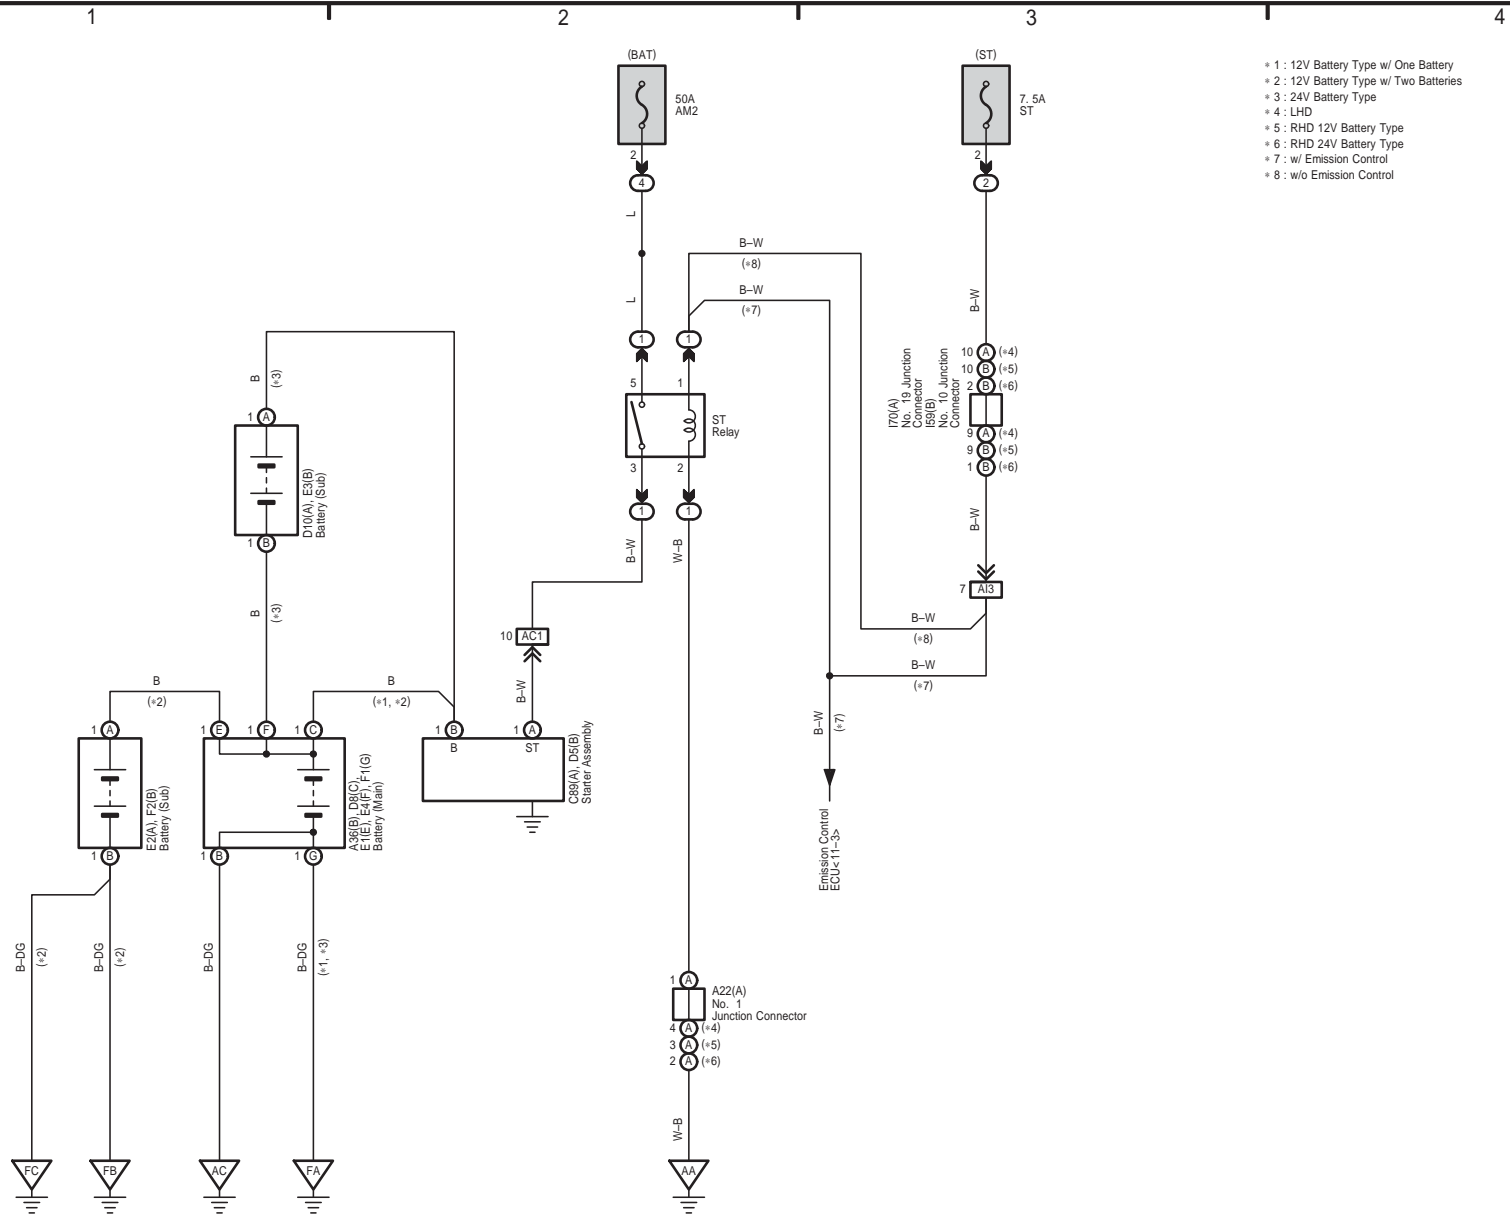 1
2
3
4
(BAT)
(ST)
50A
AM2
7. 5A
ST
∗ 1 : 12V Battery Type w/ One Battery
∗ 2 : 12V Battery Type w/ Two Batteries
∗ 3 : 24V Battery Type
∗ 4 : LHD
∗ 5 : RHD 12V Battery Type
∗ 6 : RHD 24V Battery Type
∗ 7 : w/ Emission Control
∗ 8 : w/o Emission Control
2
4
2
2
L
B–W
(∗8)
B–W
(∗7)
L
B–W
1
1
5
1
ST
Relay
3
2
1
1
B–W
W–B
10 A (∗4)
10 B (∗5)
2 B (∗6)
I70(A)
No. 19 Junction
Connector
I59(B)
No. 10 Junction
Connector
9 A (∗4)
9 B (∗5)
1 B (∗6)
B–W
7 AI3
B–W
(∗8)
B–W
(∗7)
B
(∗3)
1 A
D10(A), E3(B)
Battery (Sub)
1 B
B
(∗3)
10 AC1
B–W
B
(∗2)
B
(∗1, ∗2)
B–W
(∗7)
1 A
1 E
1 F
1 C
1 B
B
1 A
ST
C89(A), D5(B)
Starter Assembly
E2(A), F2(B)
Battery (Sub)
A36(B), D8(C),
E1(E), E4(F), F1(G)
Battery (Main)
1 B
1 B
1 G
Emission Control
ECU<11–3>
B–DG
(∗2)
B–DG
(∗2)
B–DG
B–DG
(∗1, ∗3)
1 A
A22(A)
No. 1
Junction Connector
4 A (∗4)
3 A (∗5)
2 A (∗6)
W–B
FC
FB
AC
FA
AA